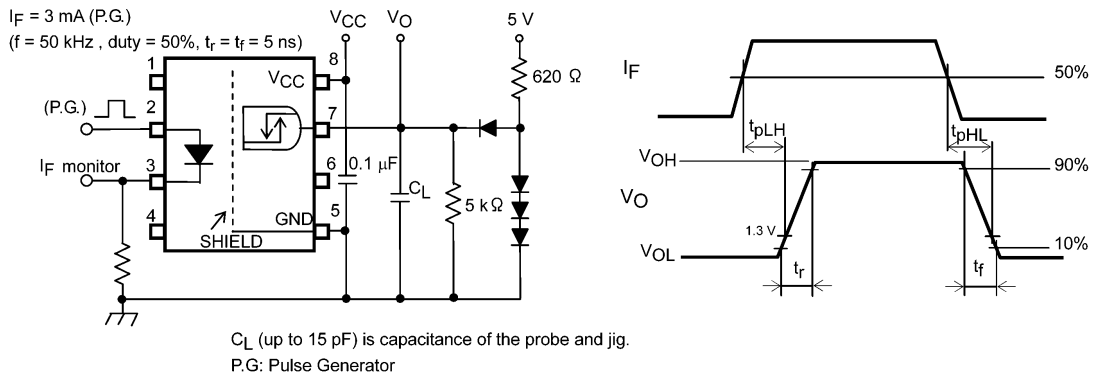 IF = 3 mA (P.G.)
(f = 50 kHz , duty = 50%, tr = tf = 5 ns)
VCC
VO
5 V
1
8
VCC
620 Ω
(P.G.)
2
7
IF monitor
3
6
0.1 μF
CL
5 kΩ
4
GND
5
SHIELD
CL (up to 15 pF) is capacitance of the probe and jig.
P.G: Pulse Generator
IF
50%
tpLH
tpHL
VOH
90%
VO
1.3 V
VOL
10%
tr
tf